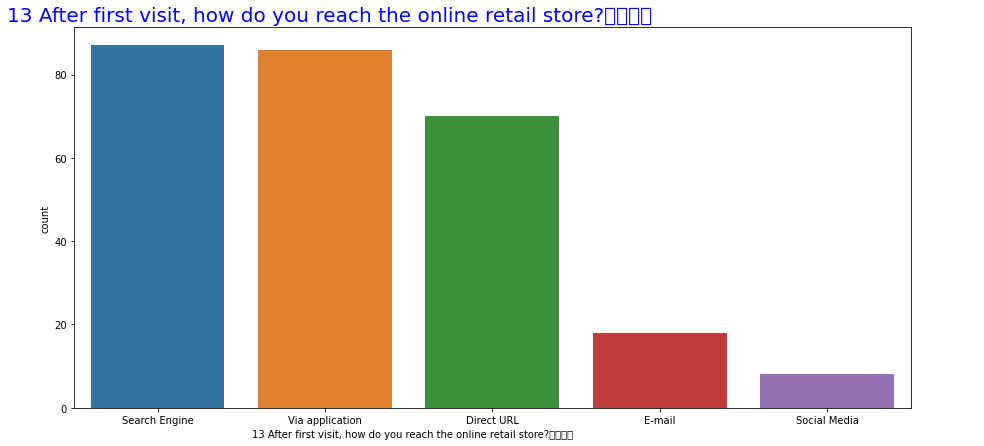 13 After first visit, how do you reach the online retail store?
count
80
60
40
20
0
Search Engine
Via application
Direct URL
E-mail
Social Media
13 After first visit, how do you reach the online retail store?